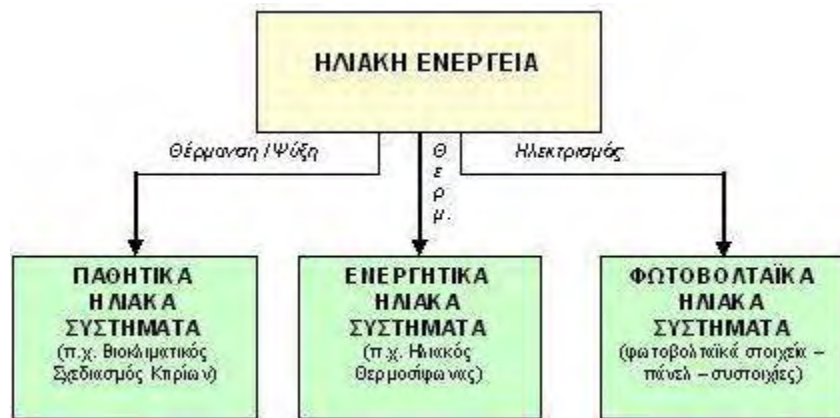 ΗΛΙΑΚΗ ΕΝΕΡΓΕΙΑ
Θέρμανση /Ψύξη
Θερμ.
Ηλεκτρισμός
ΠΑΘΗΤΙΚΑ
ΗΛΙΑΚΑ
ΣΥΣΤΗΜΑΤΑ
(π.χ. Βιοκλιματικός
Σχεδιασμός Κτιρίων)
ΕΝΕΡΓΗΤΙΚΑ
ΗΛΙΑΚΑ
ΣΥΣΤΗΜΑΤΑ
(π.χ. Ηλιακός
Θερμοσίφωνας)
ΦΩΤΟΒΟΛΤΑΪΚΑ
ΗΛΙΑΚΑ
ΣΥΣΤΗΜΑΤΑ
(φωτοβολταϊκά στοιχεία –
πάνελ – συστοιχίες)